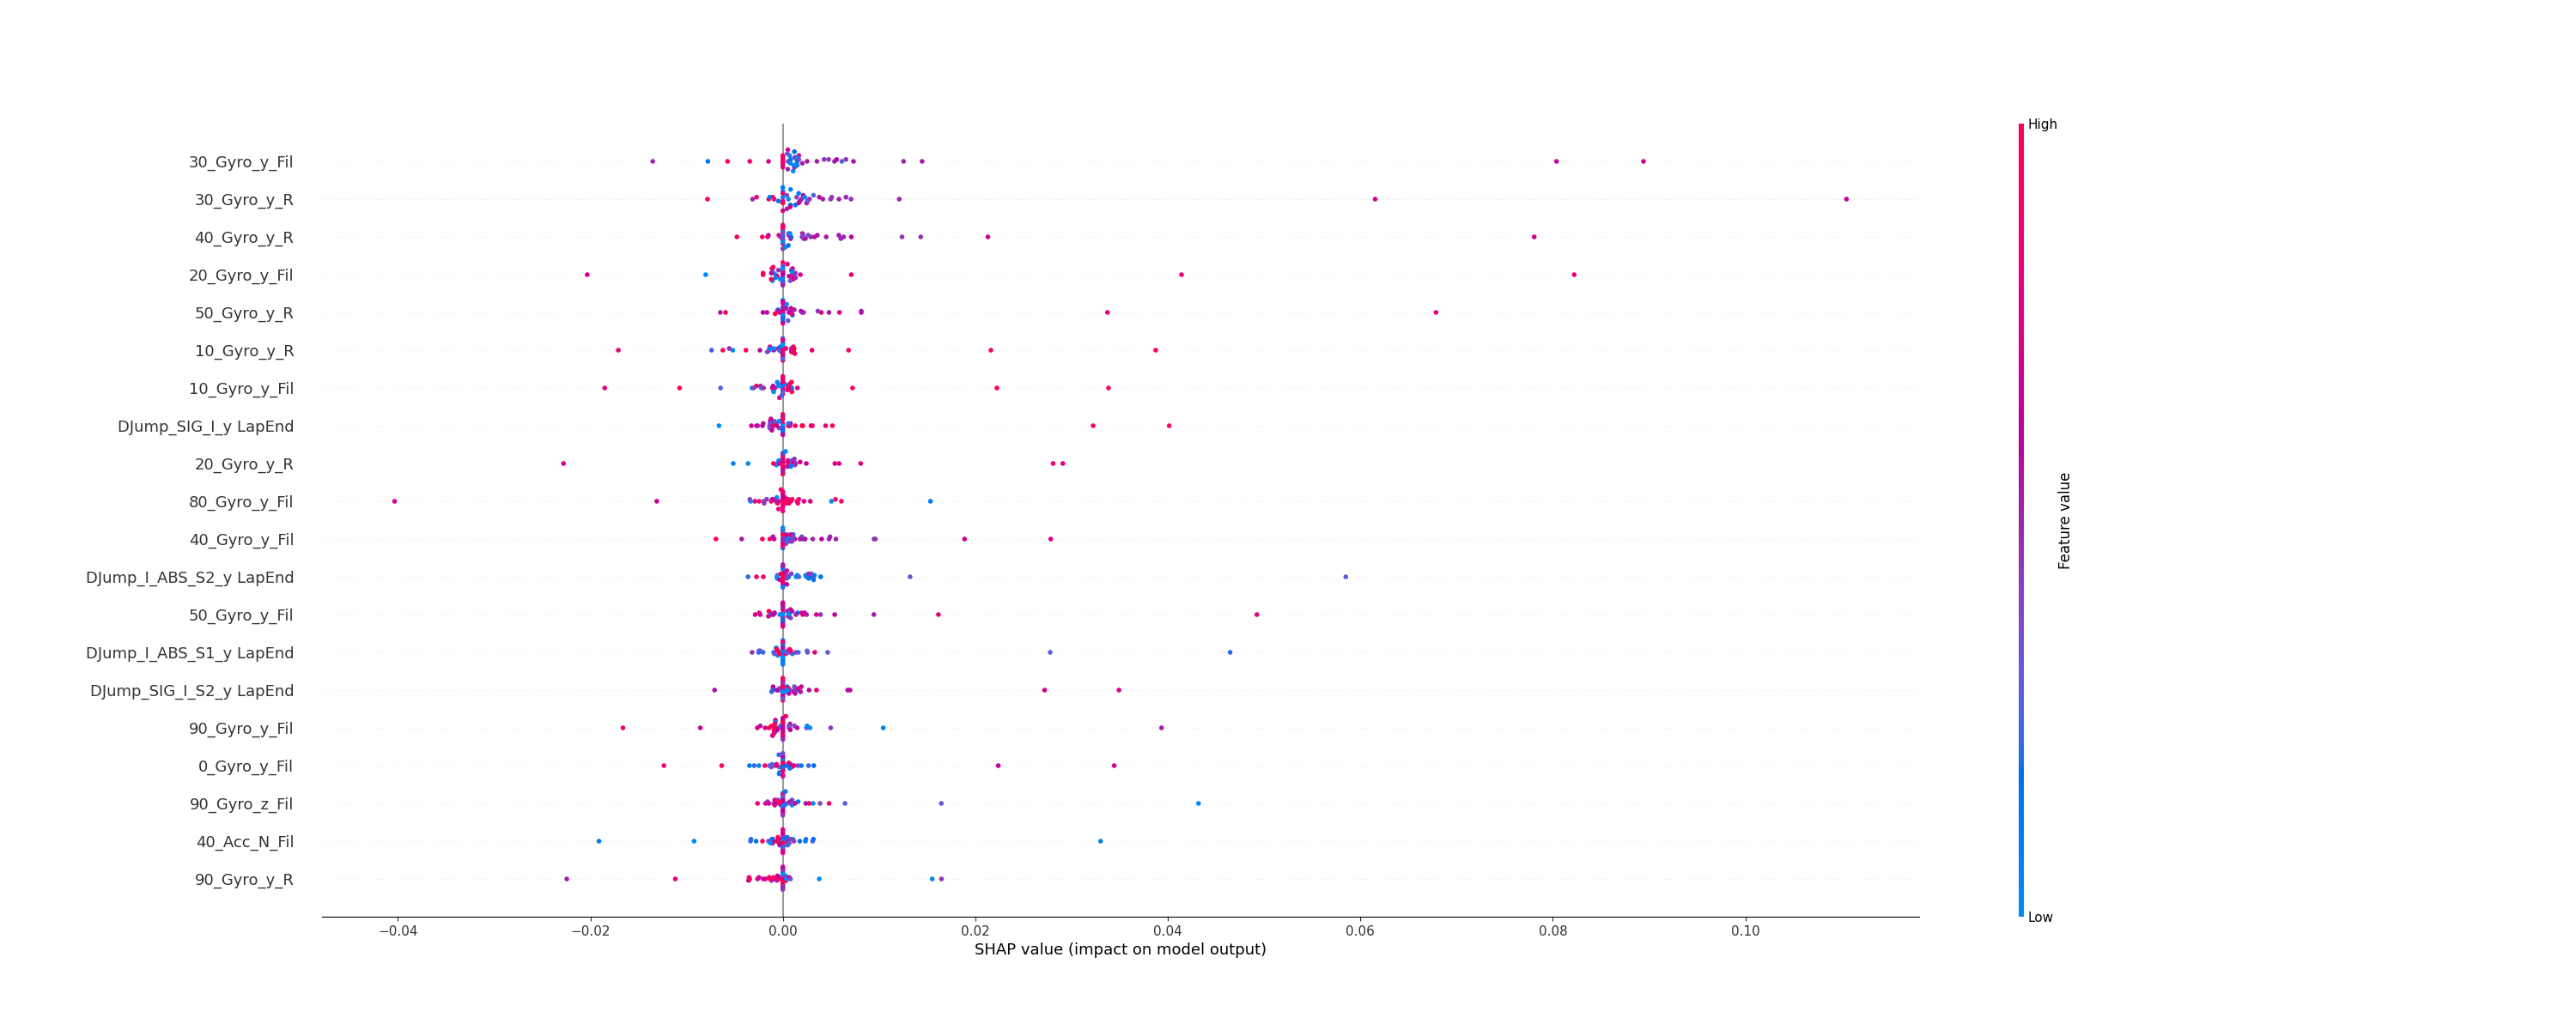 High
30_Gyro_y_Fil
30_Gyro_y_R
40_Gyro_y_R
20_Gyro_y_Fil
50_Gyro_y_R
10_Gyro_y_R
10_Gyro_y_Fil
DJump_SIG_I_y LapEnd
20_Gyro_y_R
80_Gyro_y_Fil
40_Gyro_y_Fil
DJump_I_ABS_S2_y LapEnd
50_Gyro_y_Fil
DJump_I_ABS_S1_y LapEnd
DJump_SIG_I_S2_y LapEnd
90_Gyro_y_Fil
0_Gyro_y_Fil
90_Gyro_z_Fil
40_Acc_N_Fil
90_Gyro_y_R
Feature value
Low
−0.04 −0.02 0.00 0.02 0.04 0.06 0.08 0.10
SHAP value (impact on model output)